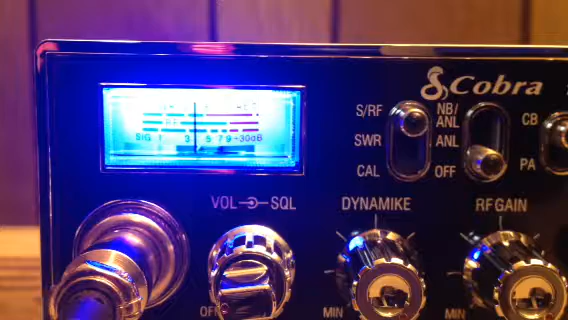 Cobra
S/RF
NB/
ANL
CB
SWR
ANL
CAL
OFF
PA
SIG 1 3 5 7 9 +30dB
VOL SQL
DYNAMIKE
RF GAIN
OFF
MIN
MIN